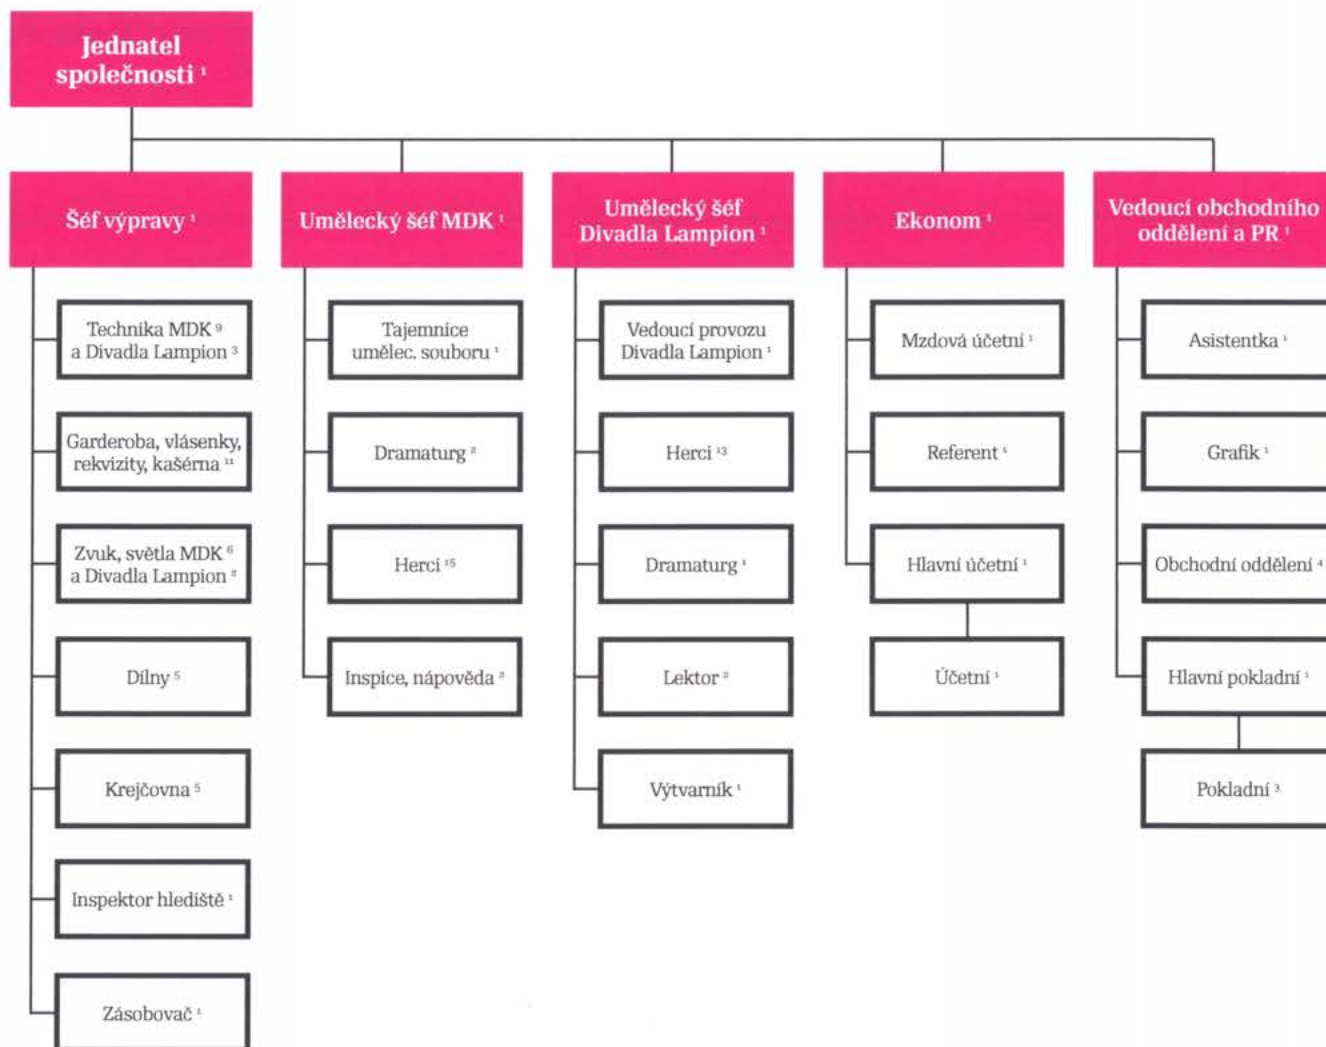 Jednatel
společnosti ¹
Šéf výpravy ¹
Technika MDK ⁹
a Divadla Lampion ³
Garderoba, vlásenky,
rekvizity, kašérna ¹¹
Zvuk, světla MDK ⁶
a Divadla Lampion ²
Dílny ⁵
Krejčovna ⁵
Inspektor hlediště ¹
Zásobovač ¹
Umělecký šéf MDK ¹
Tajemnice
umělec. souboru ¹
Dramaturg ²
Herci ¹⁵
Inspice, nápověda ²
Umělecký šéf
Divadla Lampion ¹
Vedoucí provozu
Divadla Lampion ¹
Herci ¹³
Dramaturg ¹
Lektor ²
Výtvarník ¹
Ekonom ¹
Mzdová účetní ¹
Referent ¹
Hlavní účetní ¹
Účetní ¹
Vedoucí obchodního
oddělení a PR ¹
Asistentka ¹
Grafik ¹
Obchodní oddělení ⁴
Hlavní pokladní ¹
Pokladní ³